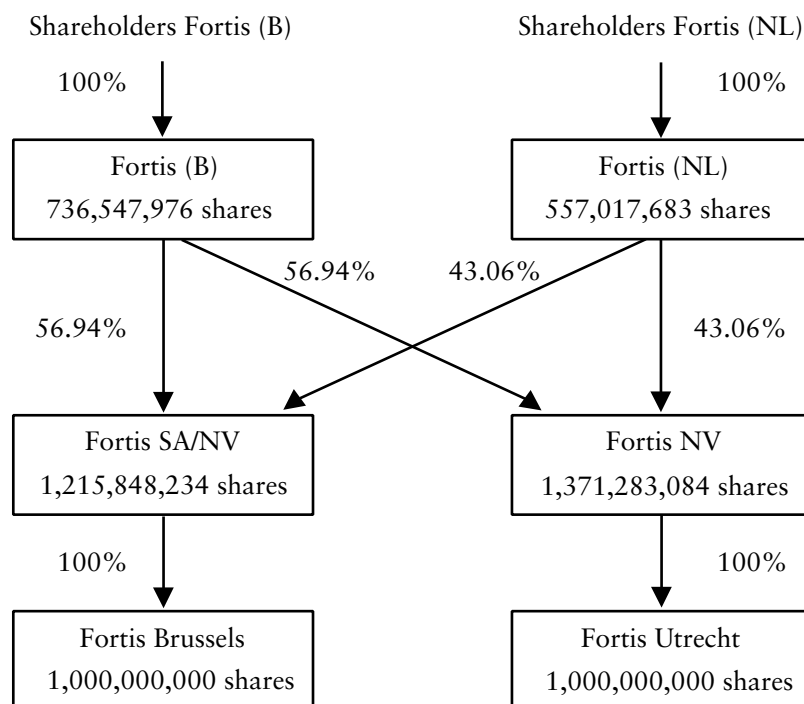 Shareholders Fortis (B)
Shareholders Fortis (NL)
100%
100%
Fortis (B)
736,547,976 shares
Fortis (NL)
557,017,683 shares
56.94%
43.06%
56.94%
43.06%
Fortis SA/NV
1,215,848,234 shares
Fortis NV
1,371,283,084 shares
100%
100%
Fortis Brussels
1,000,000,000 shares
Fortis Utrecht
1,000,000,000 shares